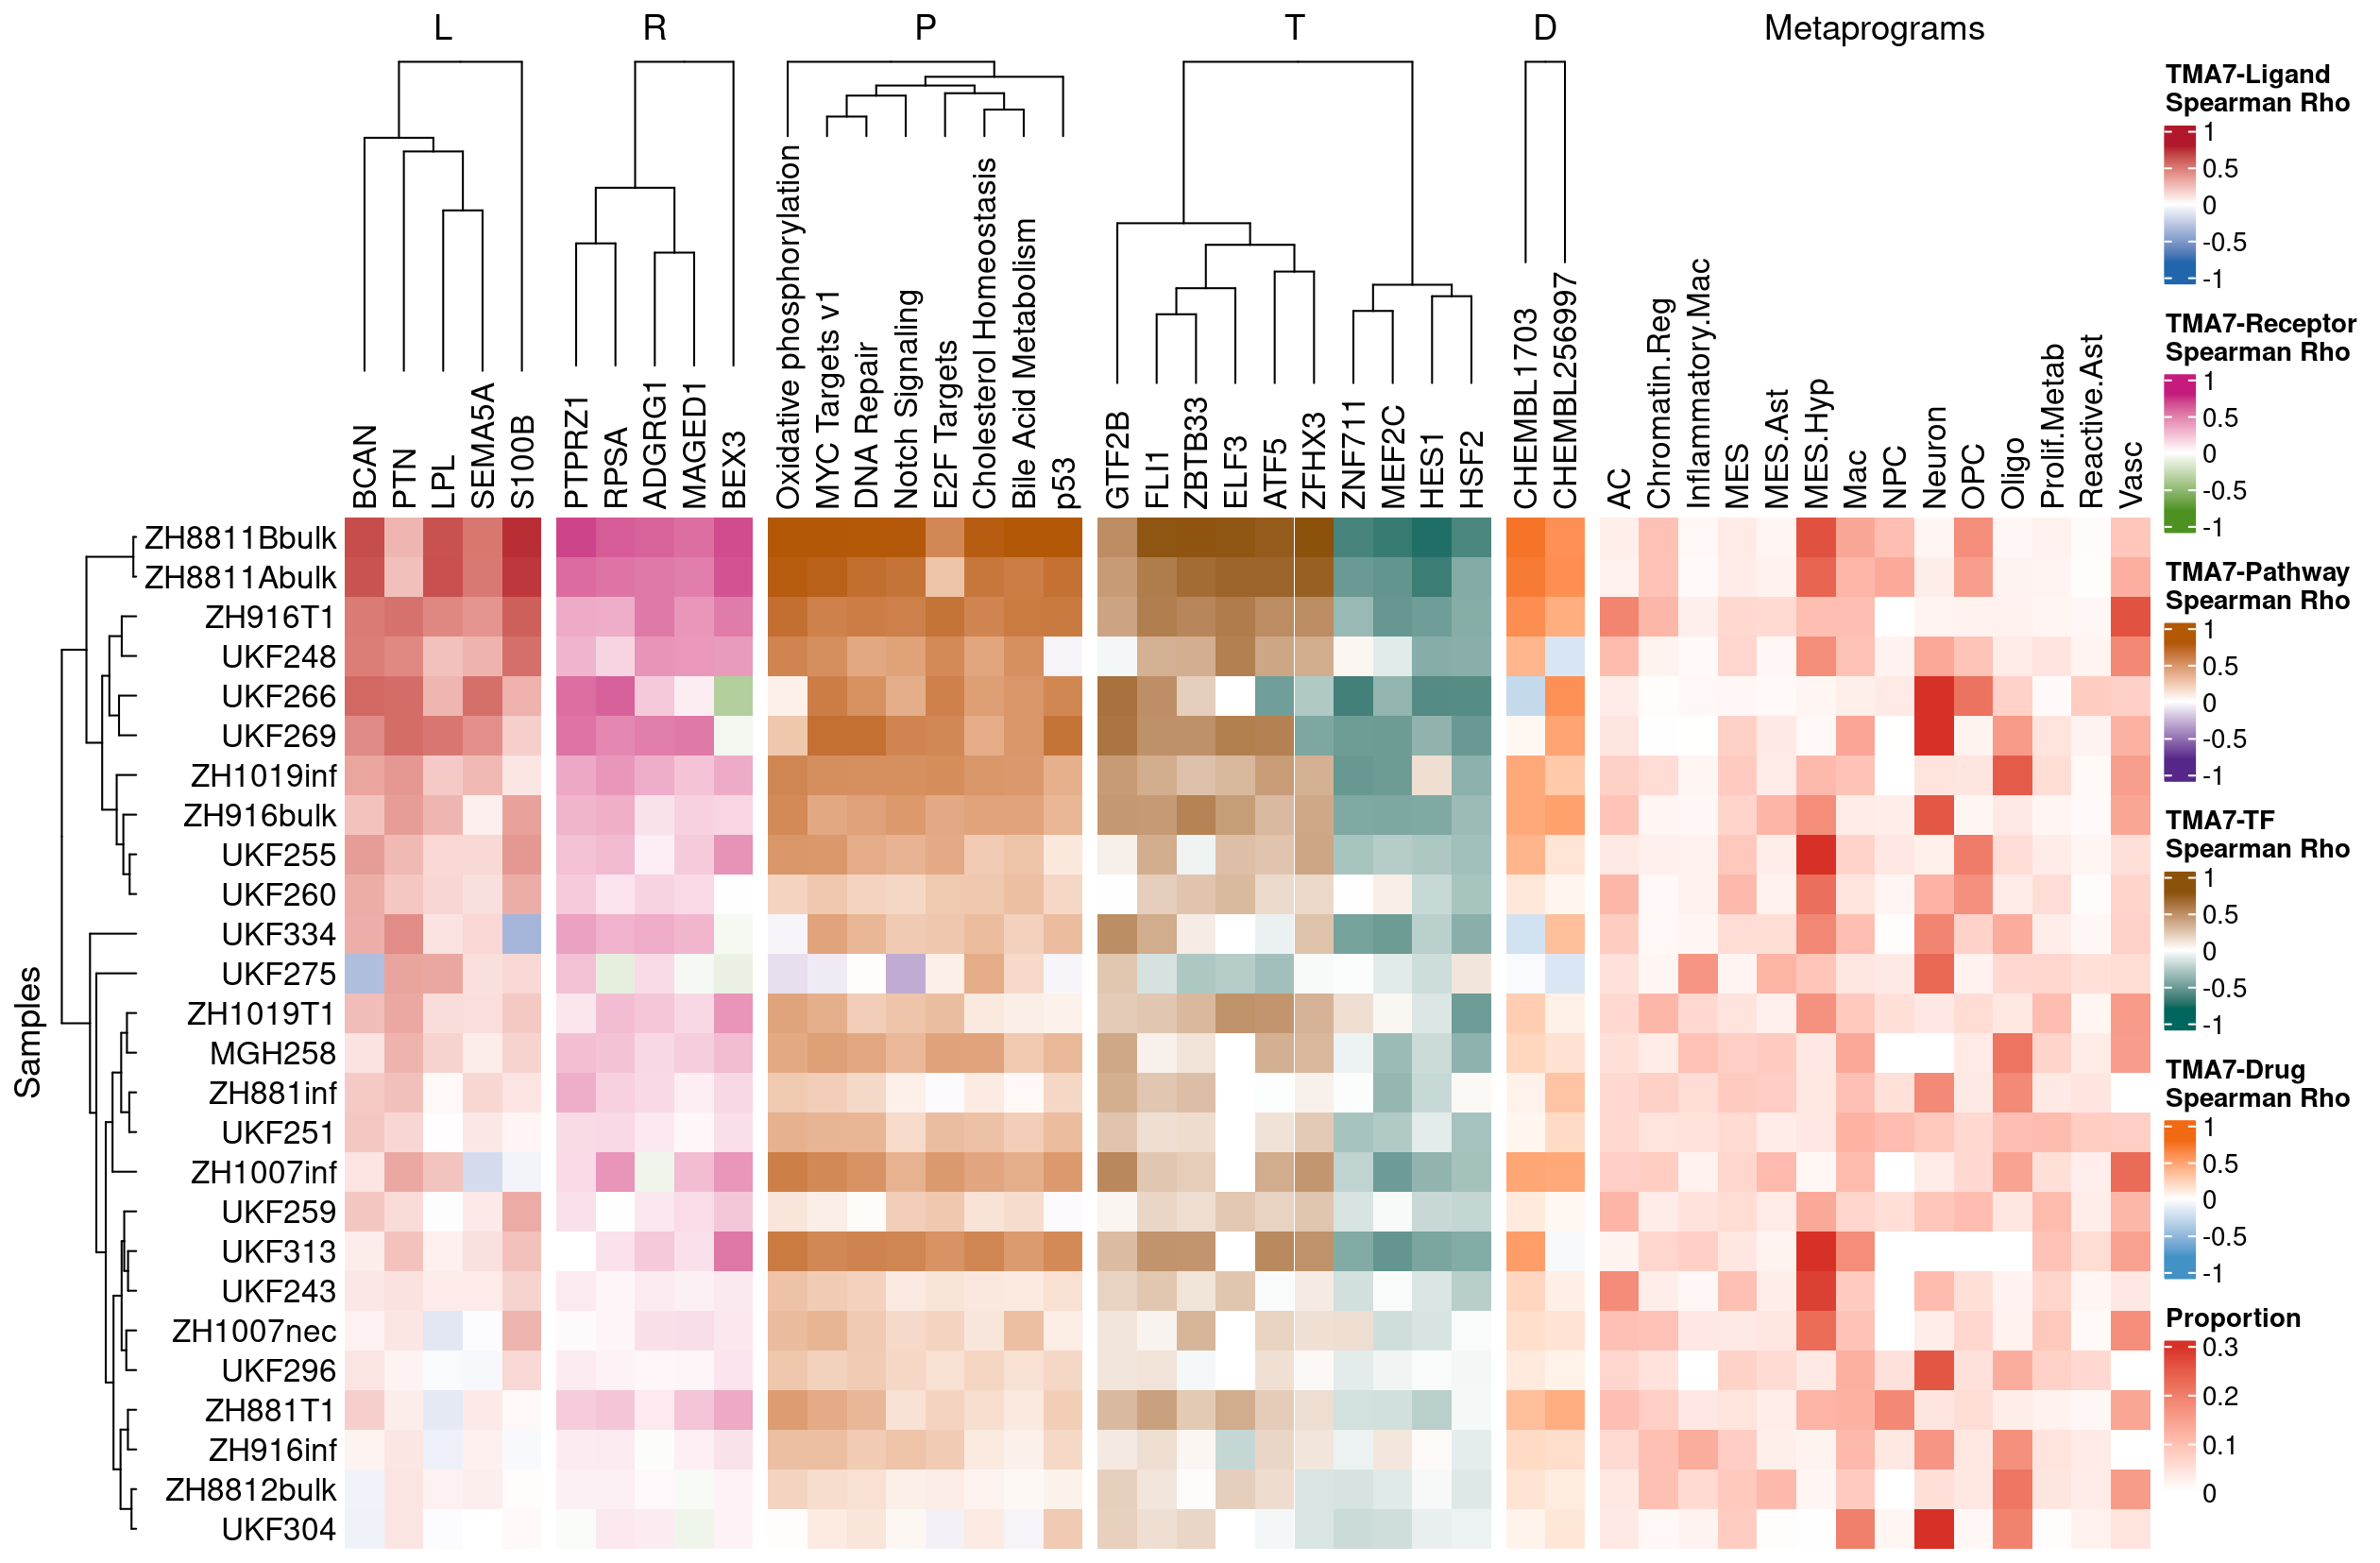 L R P T D Metaprograms
BCAN
PTN
LPL
SEMA5A
S100B
PTPRZ1
RPSA
ADGRG1
MAGED1
BEX3
Oxidative phosphorylation
MYC Targets v1
DNA Repair
Notch Signaling
E2F Targets
Cholesterol Homeostasis
Bile Acid Metabolism
p53
GTF2B
FLI1
ZBTB33
ELF3
ATF5
ZFHX3
ZNF711
MEF2C
HES1
HSF2
CHEMBL1703
CHEMBL256997
AC
Chromatin.Reg
Inflammatory.Mac
MES
MES.Ast
MES.Hyp
Mac
NPC
Neuron
OPC
Oligo
Prolif.Metab
Reactive.Ast
Vasc
Samples
ZH8811Bbulk
ZH8811Abulk
ZH916T1
UKF248
UKF266
UKF269
ZH1019inf
ZH916bulk
UKF255
UKF260
UKF334
UKF275
ZH1019T1
MGH258
ZH881inf
UKF251
ZH1007inf
UKF259
UKF313
UKF243
ZH1007nec
UKF296
ZH881T1
ZH916inf
ZH8812bulk
UKF304
TMA7-Ligand
Spearman Rho
1
0.5
0
-0.5
-1
TMA7-Receptor
Spearman Rho
1
0.5
0
-0.5
-1
TMA7-Pathway
Spearman Rho
1
0.5
0
-0.5
-1
TMA7-TF
Spearman Rho
1
0.5
0
-0.5
-1
TMA7-Drug
Spearman Rho
1
0.5
0
-0.5
-1
Proportion
0.3
0.2
0.1
0